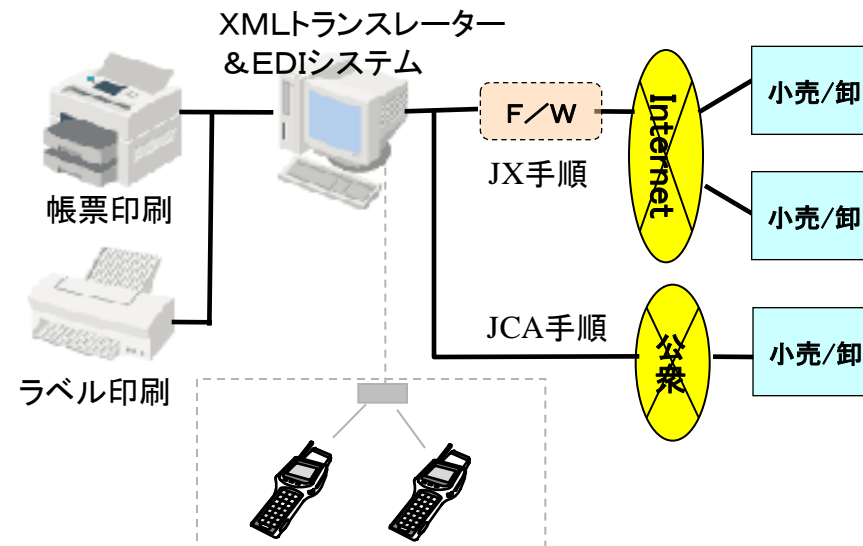 XMLトランスレーター
＆EDIシステム
F／W
Internet
小売/卸
JX手順
帳票印刷
小売/卸
JCA手順
公衆
小売/卸
ラベル印刷